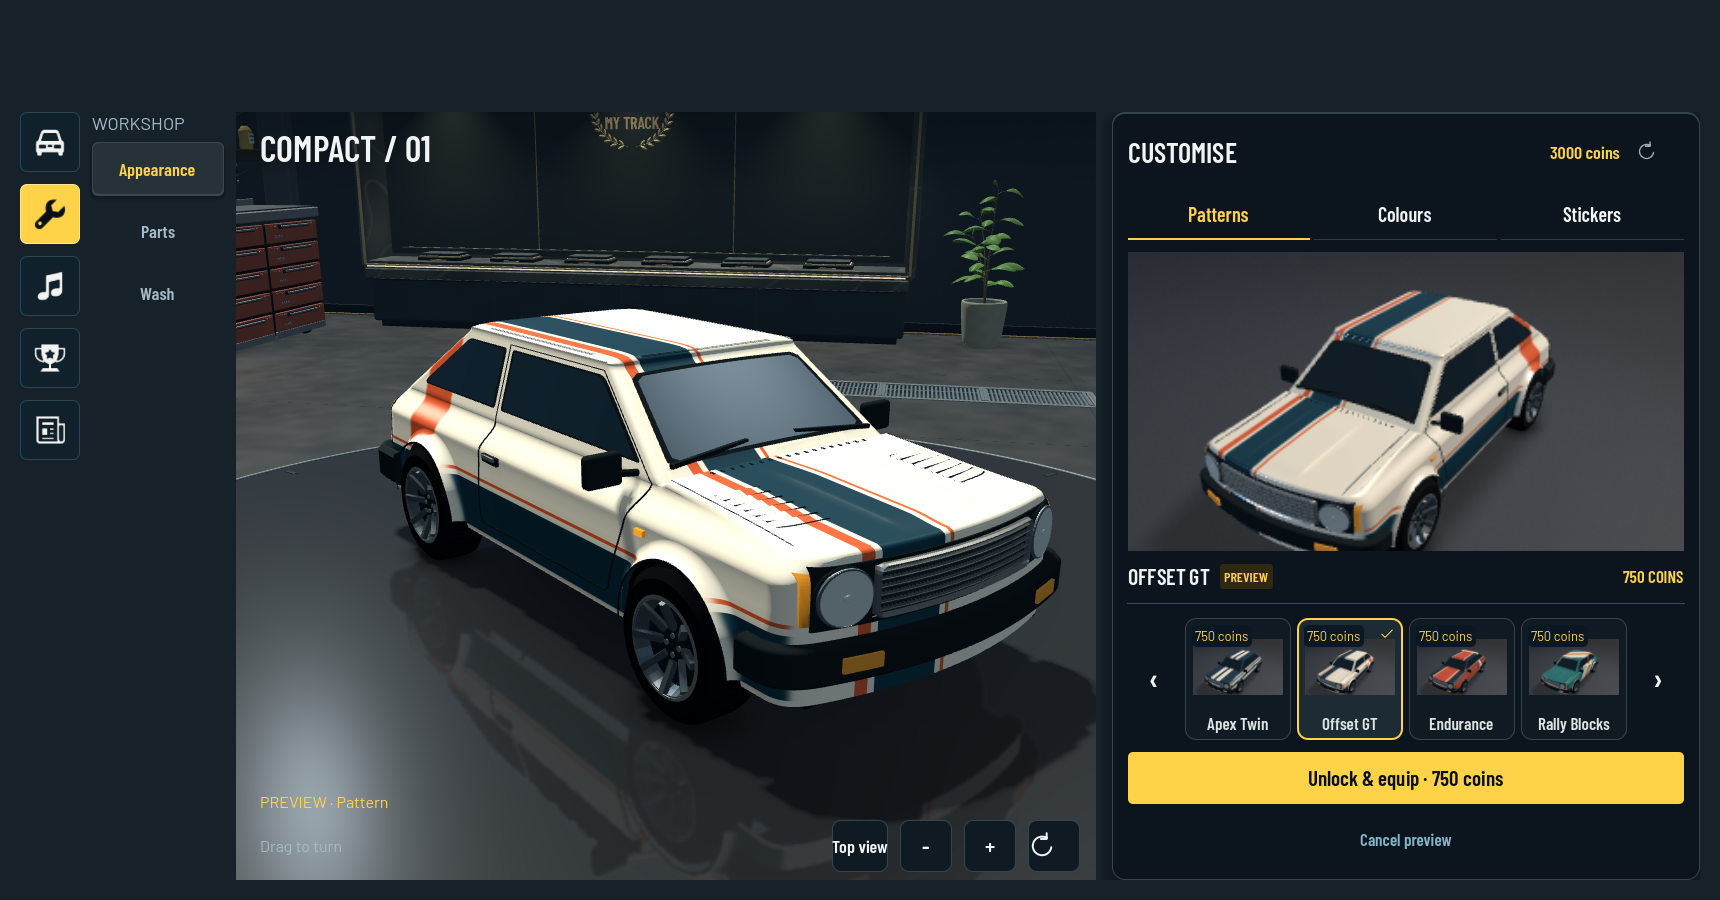 WORKSHOP
Appearance
Parts
Wash
MY TRACK
COMPACT / 01
PREVIEW · Pattern
Drag to turn
Top view
-
+
CUSTOMISE
3000 coins
Patterns
Colours
Stickers
OFFSET GT
PREVIEW
750 COINS
750 coins
750 coins
750 coins
750 coins
Apex Twin
Offset GT
Endurance
Rally Blocks
Unlock & equip · 750 coins
Cancel preview